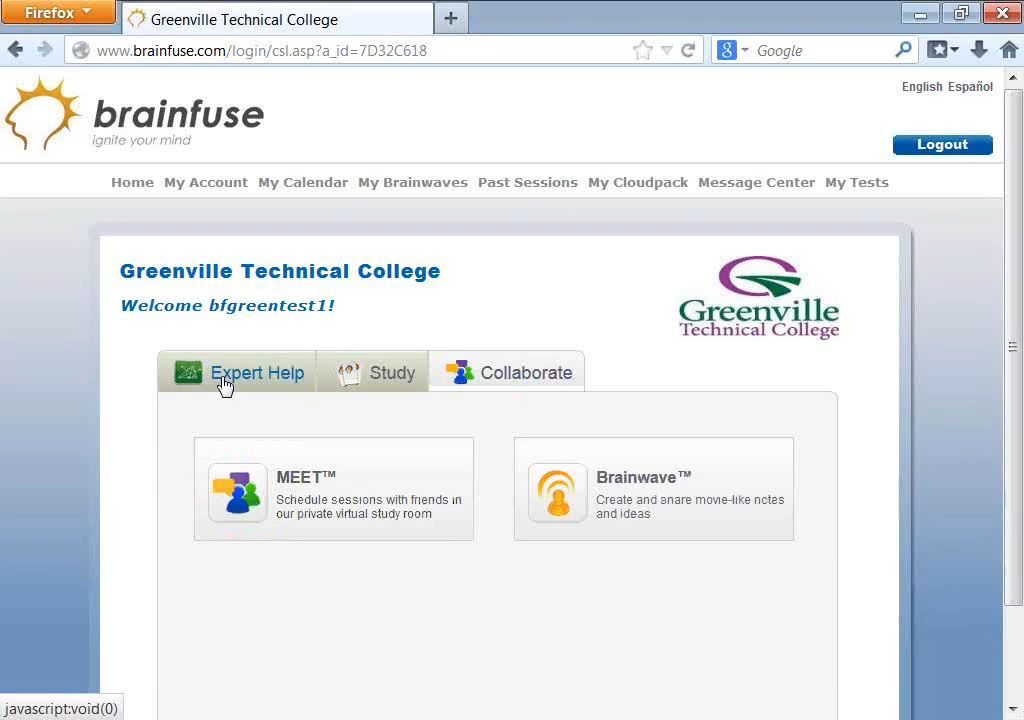 Firefox
Greenville Technical College
www.brainfuse.com/login/csl.asp?a_id=7D32C618
Google
English Español
brainfuse
ignite your mind
Logout
Home My Account My Calendar My Brainwaves Past Sessions My Cloudpack Message Center My Tests
Greenville Technical College
Welcome bfgreentest1!
Greenville
Technical College
Expert Help Study Collaborate
MEET™
Schedule sessions with friends in
our private virtual study room
Brainwave™
Create and share movie-like notes
and ideas
javascript:void(0)